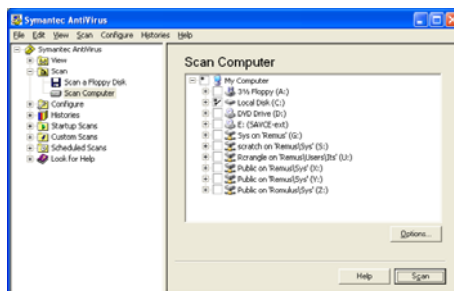 Symantec AntiVirus
File Edit View Scan Configure Histories Help
Symantec AntiVirus
View
Scan
Scan a Floppy Disk
Scan Computer
Configure
Histories
Startup Scans
Custom Scans
Scheduled Scans
Look for Help
Scan Computer
My Computer
3½ Floppy (A:)
Local Disk (C:)
DVD Drive (D:)
E: (SAVCE-ext)
Sys on 'Remus' (G:)
scratch on 'Remus\Sys' (S:)
Rcrangle on 'Remus\Users\Its' (U:)
Public on 'Remus\Sys' (X:)
Public on 'Remus\Sys' (Y:)
Public on 'Romulus\Sys' (Z:)
Options...
Help
Scan